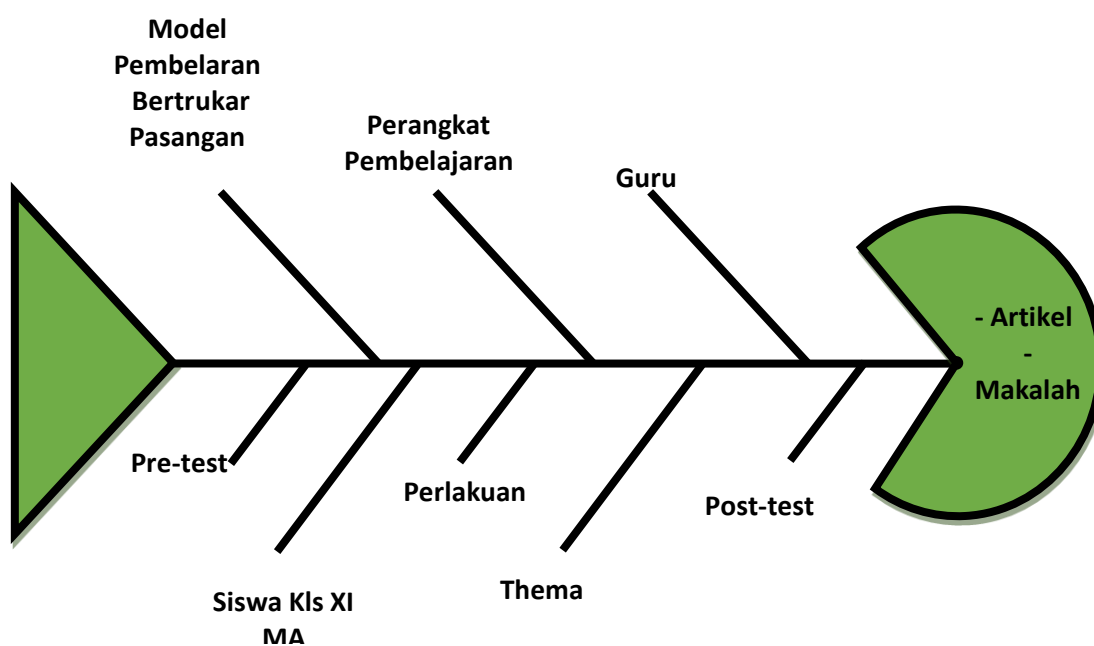 Model
Pembelaran
Bertrukar
Pasangan
Perangkat
Pembelajaran
Guru
- Artikel
-
Makalah
Pre-test
Perlakuan
Post-test
Siswa Kls XI
MA
Thema